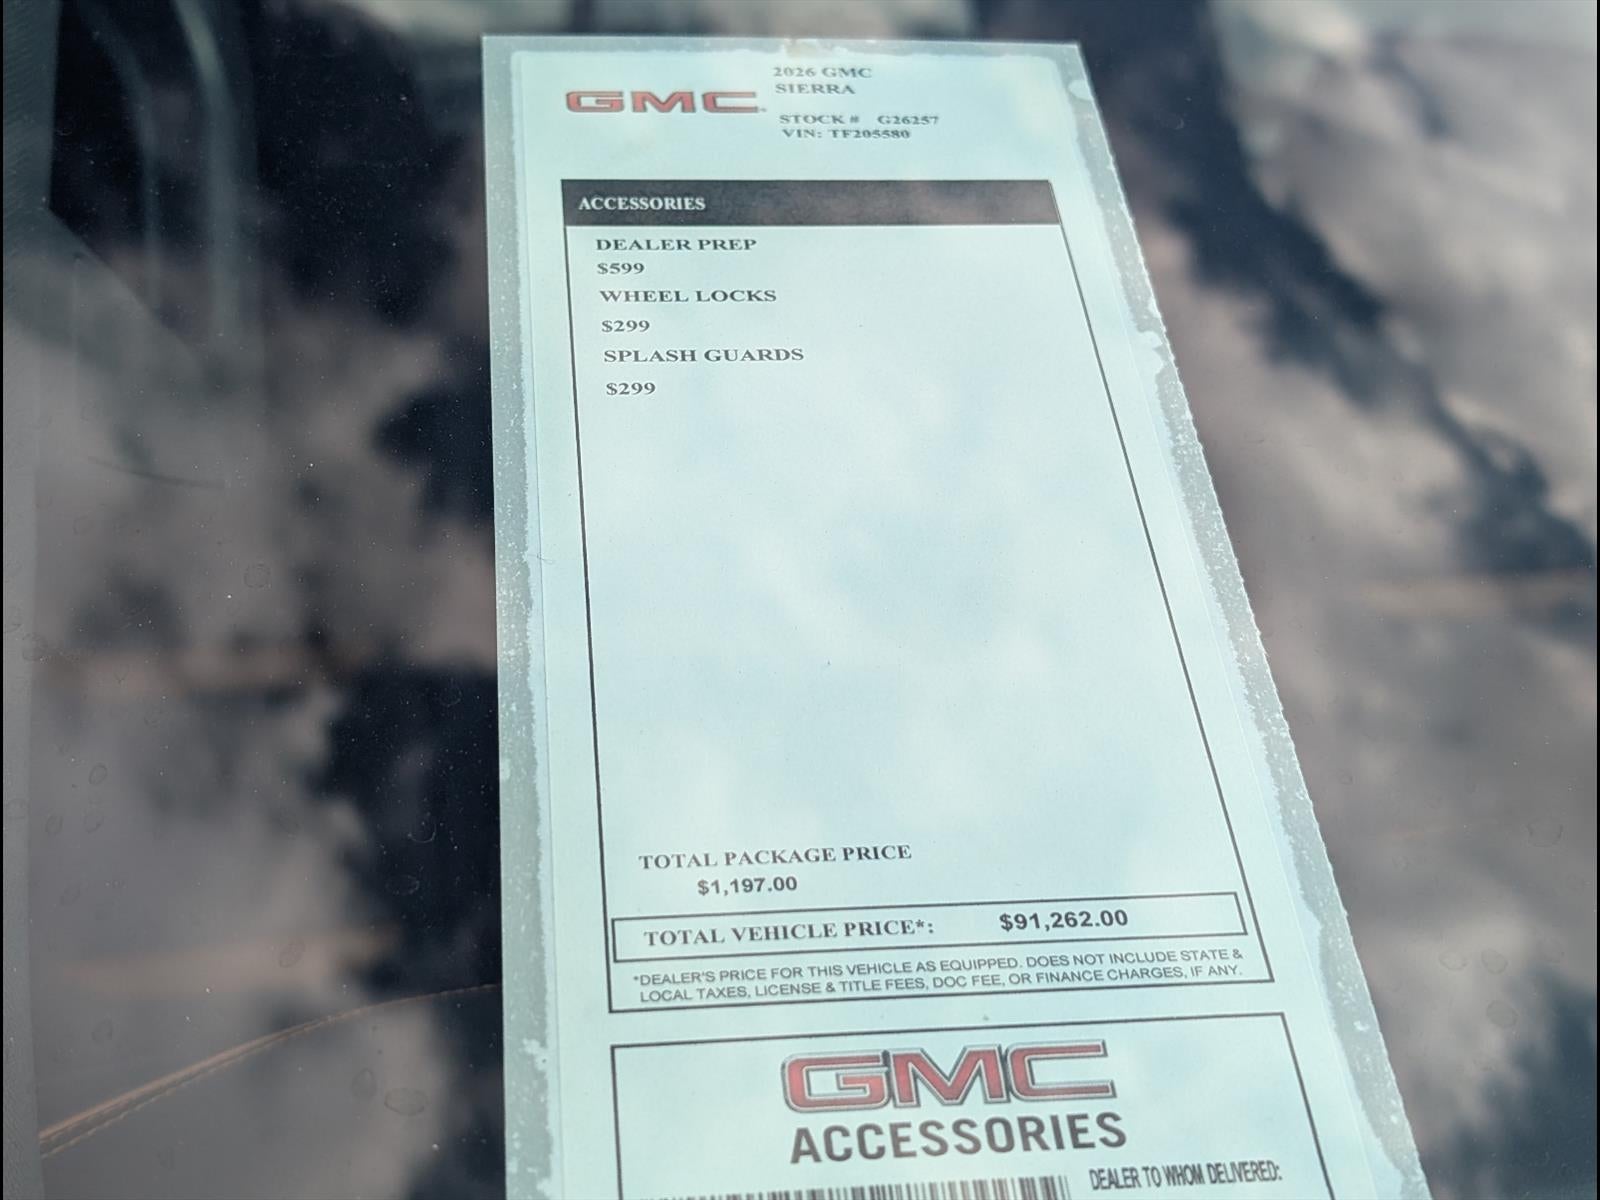 GMC
2026 GMC
SIERRA
STOCK # G26257
VIN: TF205580
ACCESSORIES
DEALER PREP
$599
WHEEL LOCKS
$299
SPLASH GUARDS
$299
TOTAL PACKAGE PRICE
$1,197.00
TOTAL VEHICLE PRICE*: $91,262.00
*DEALER'S PRICE FOR THIS VEHICLE AS EQUIPPED. DOES NOT INCLUDE STATE &
LOCAL TAXES, LICENSE & TITLE FEES, DOC FEE, OR FINANCE CHARGES, IF ANY.
GMC
ACCESSORIES
DEALER TO WHOM DELIVERED: